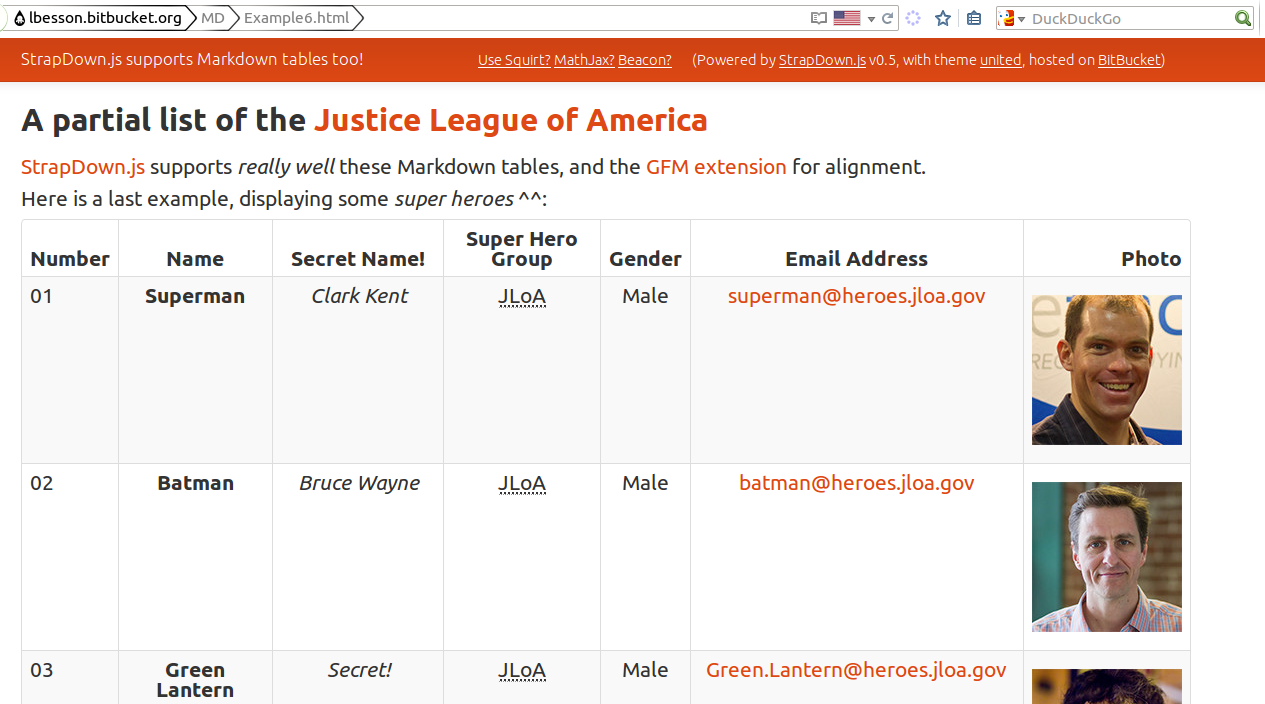 lbesson.bitbucket.org MD Example6.html DuckDuckGo
StrapDown.js supports Markdown tables too! Use Squirt? MathJax? Beacon? (Powered by StrapDown.js v0.5, with theme united, hosted on BitBucket)
A partial list of the Justice League of America
StrapDown.js supports really well these Markdown tables, and the GFM extension for alignment.
Here is a last example, displaying some super heroes ^^:
Number Name Secret Name! Super Hero Group Gender Email Address Photo
01 Superman Clark Kent JLoA Male superman@heroes.jloa.gov
02 Batman Bruce Wayne JLoA Male batman@heroes.jloa.gov
03 Green Lantern Secret! JLoA Male Green.Lantern@heroes.jloa.gov